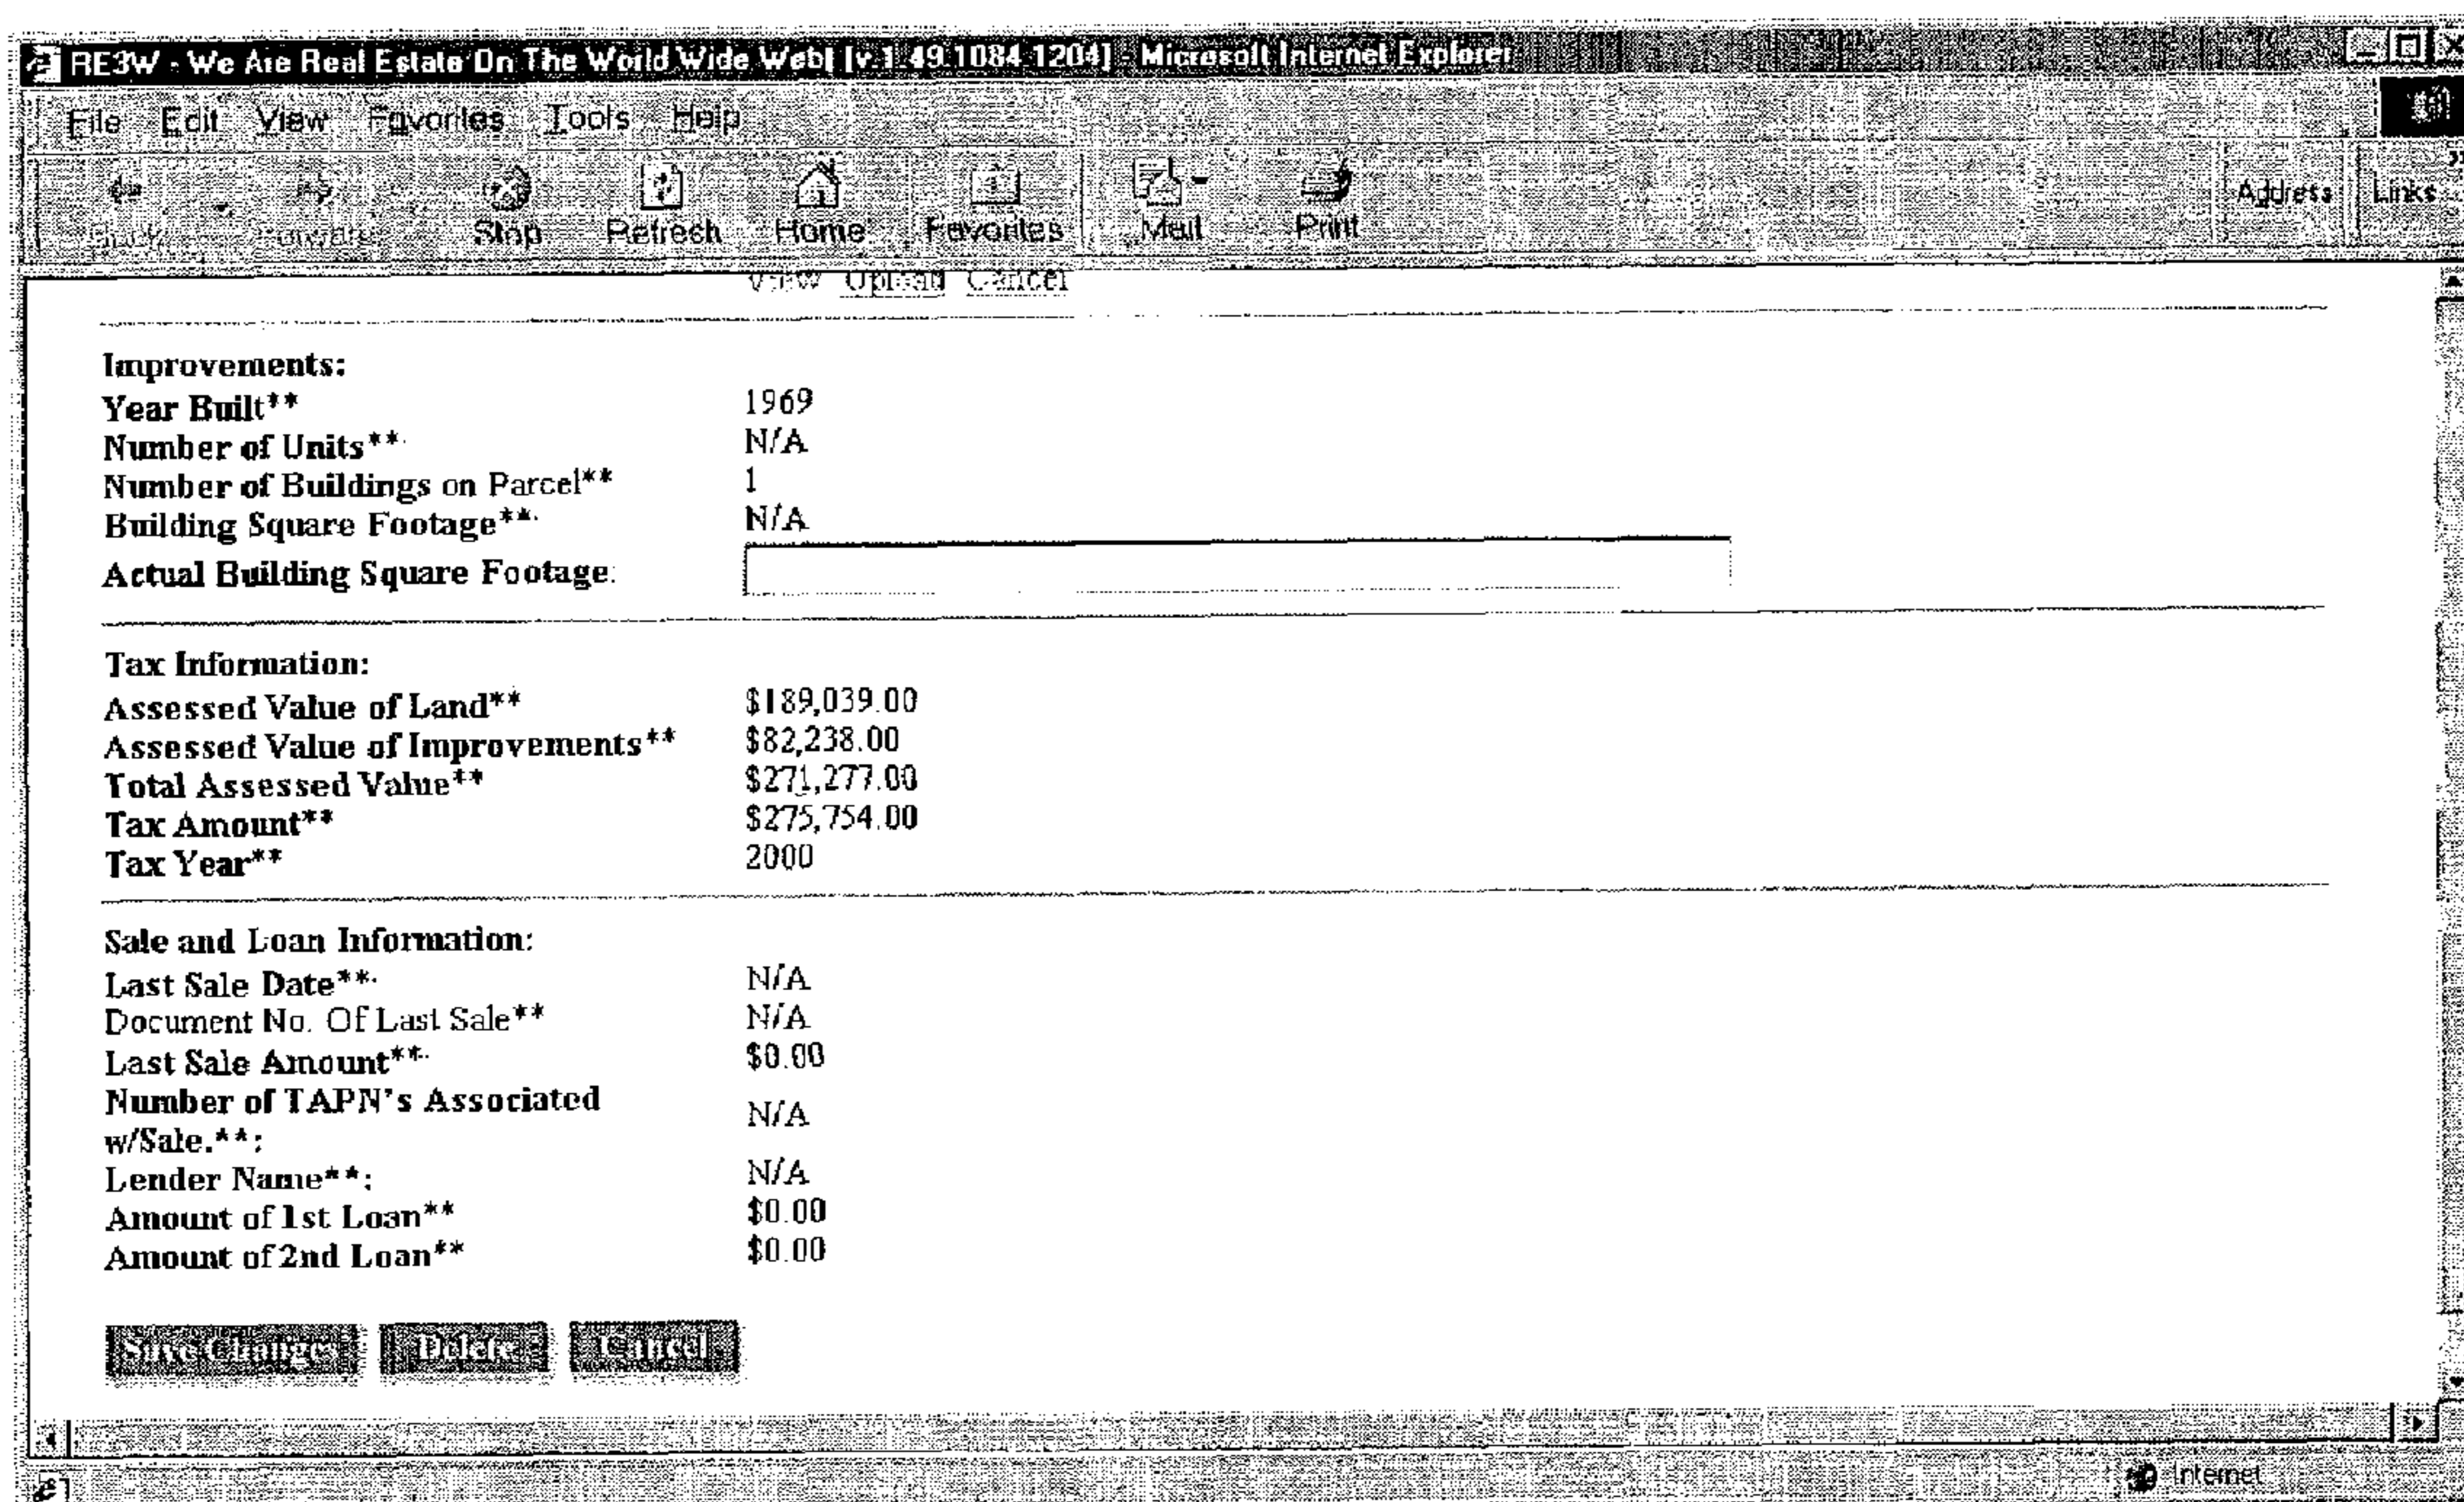 RE3W - We Are Real Estate On The World Wide Web! [v.1.49.1084.1204] - Microsoft Internet Explorer
File Edit View Favorites Tools Help
Back Forward Stop Refresh Home Favorites Mail Print Address Links
View Upload Cancel
Improvements:
Year Built** 1969
Number of Units** N/A
Number of Buildings on Parcel** 1
Building Square Footage** N/A
Actual Building Square Footage:
Tax Information:
Assessed Value of Land** $189,039.00
Assessed Value of Improvements** $82,238.00
Total Assessed Value** $271,277.00
Tax Amount** $275,754.00
Tax Year** 2000
Sale and Loan Information:
Last Sale Date** N/A
Document No. Of Last Sale** N/A
Last Sale Amount** $0.00
Number of TAPN's Associated
w/Sale.**: N/A
Lender Name**: N/A
Amount of 1st Loan** $0.00
Amount of 2nd Loan** $0.00
Save Changes Delete Cancel
Internet